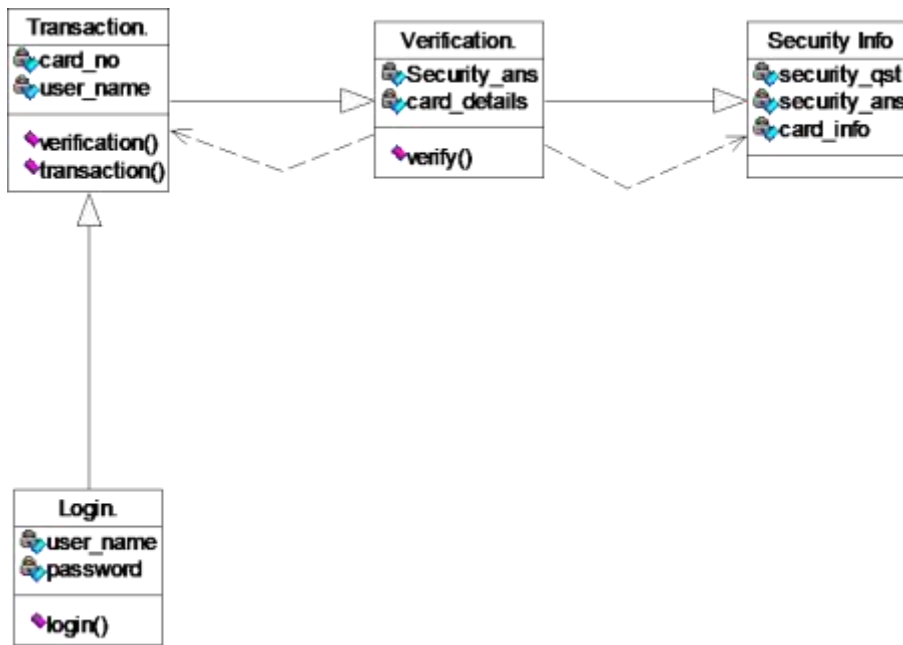 Transaction.
card_no
user_name
verification()
transaction()
Verification.
Security_ans
card_details
verify()
Security Info
security_qst
security_ans
card_info
Login.
user_name
password
login()